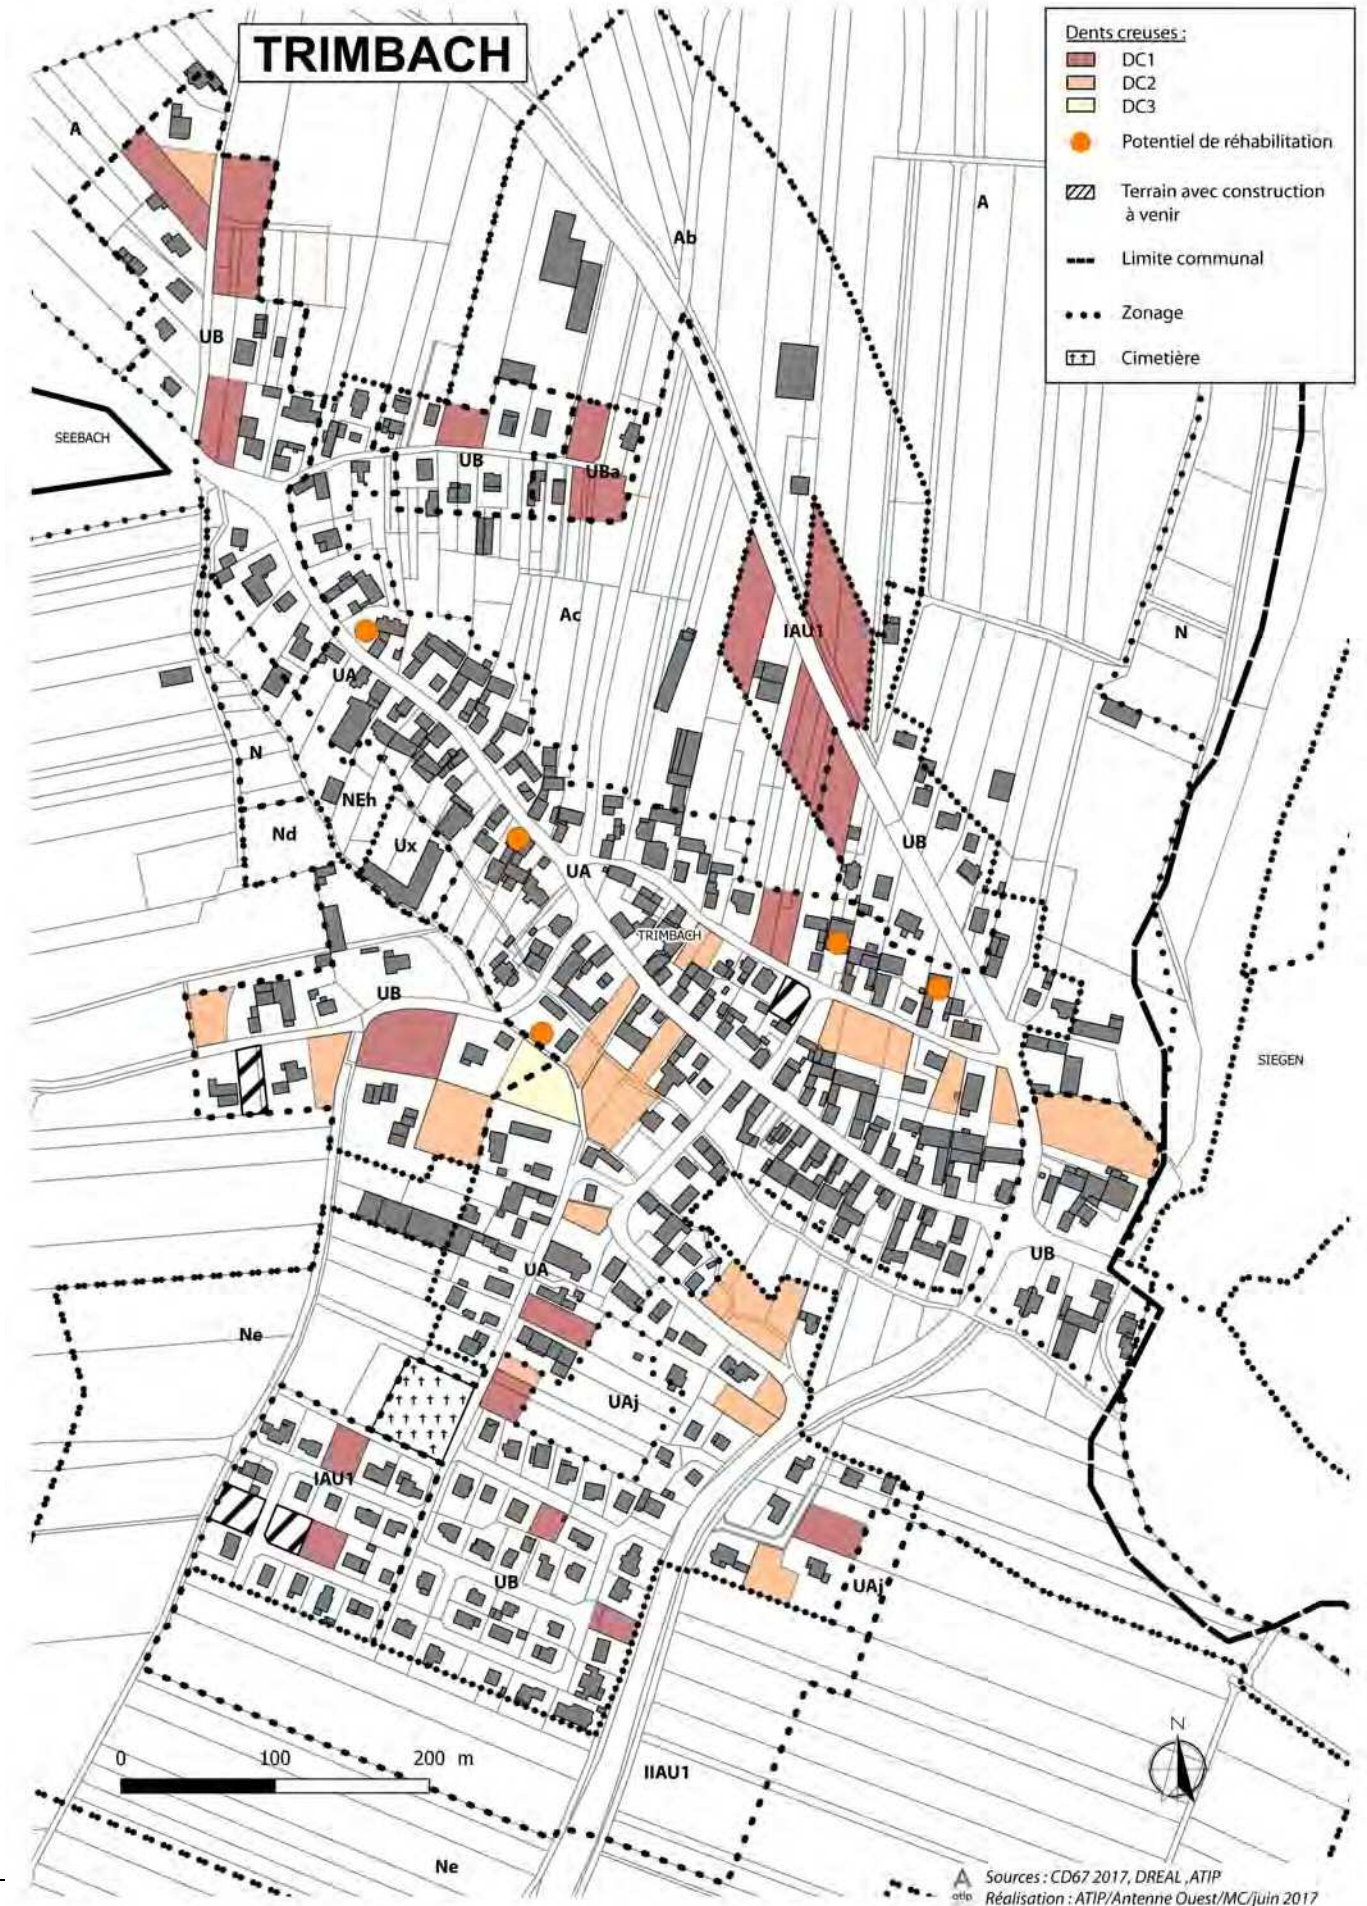 TRIMBACH
Dents creuses :
DC1
DC2
DC3
Potentiel de réhabilitation
Terrain avec construction
à venir
Limite communal
Zonage
Cimetière
A
A
Ab
UB
SEEBACH
UB
UBa
Ac
IAU1
N
UA
N
NEh
Nd
Ux
UB
UA
TRIMBACH
UB
SIEGEN
UB
UA
Ne
UAj
IAU1
UB
UAj
0 100 200 m
IIAU1
N
Ne
A
atip
Sources : CD67 2017, DREAL ,ATIP
Réalisation : ATIP/Antenne Ouest/MC/juin 2017